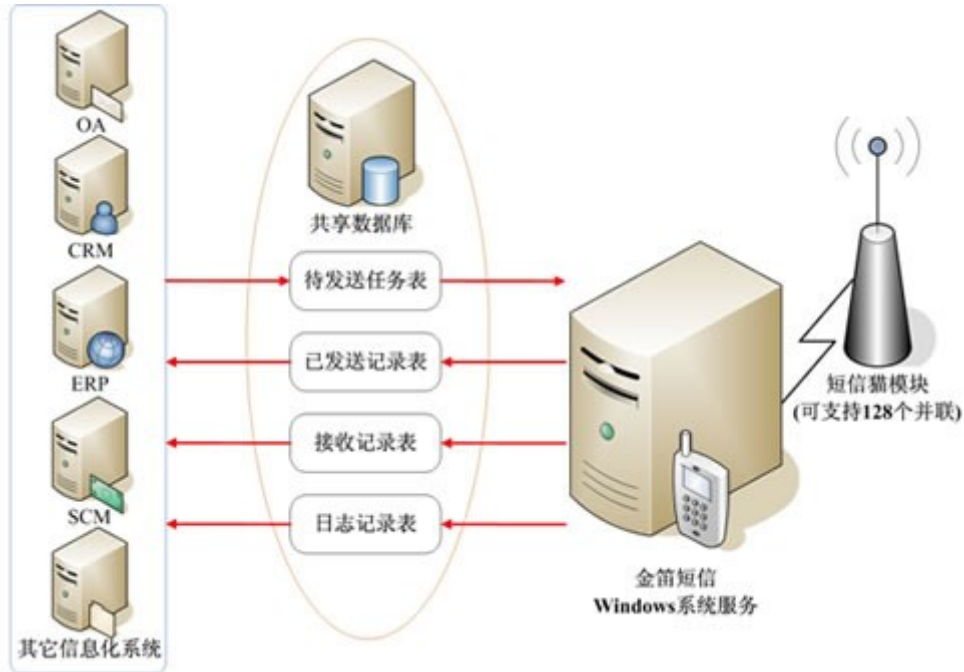 OA
CRM
ERP
SCM
其它信息化系统
共享数据库
待发送任务表
已发送记录表
接收记录表
日志记录表
金笛短信
Windows系统服务
短信猫模块
(可支持128个并联)